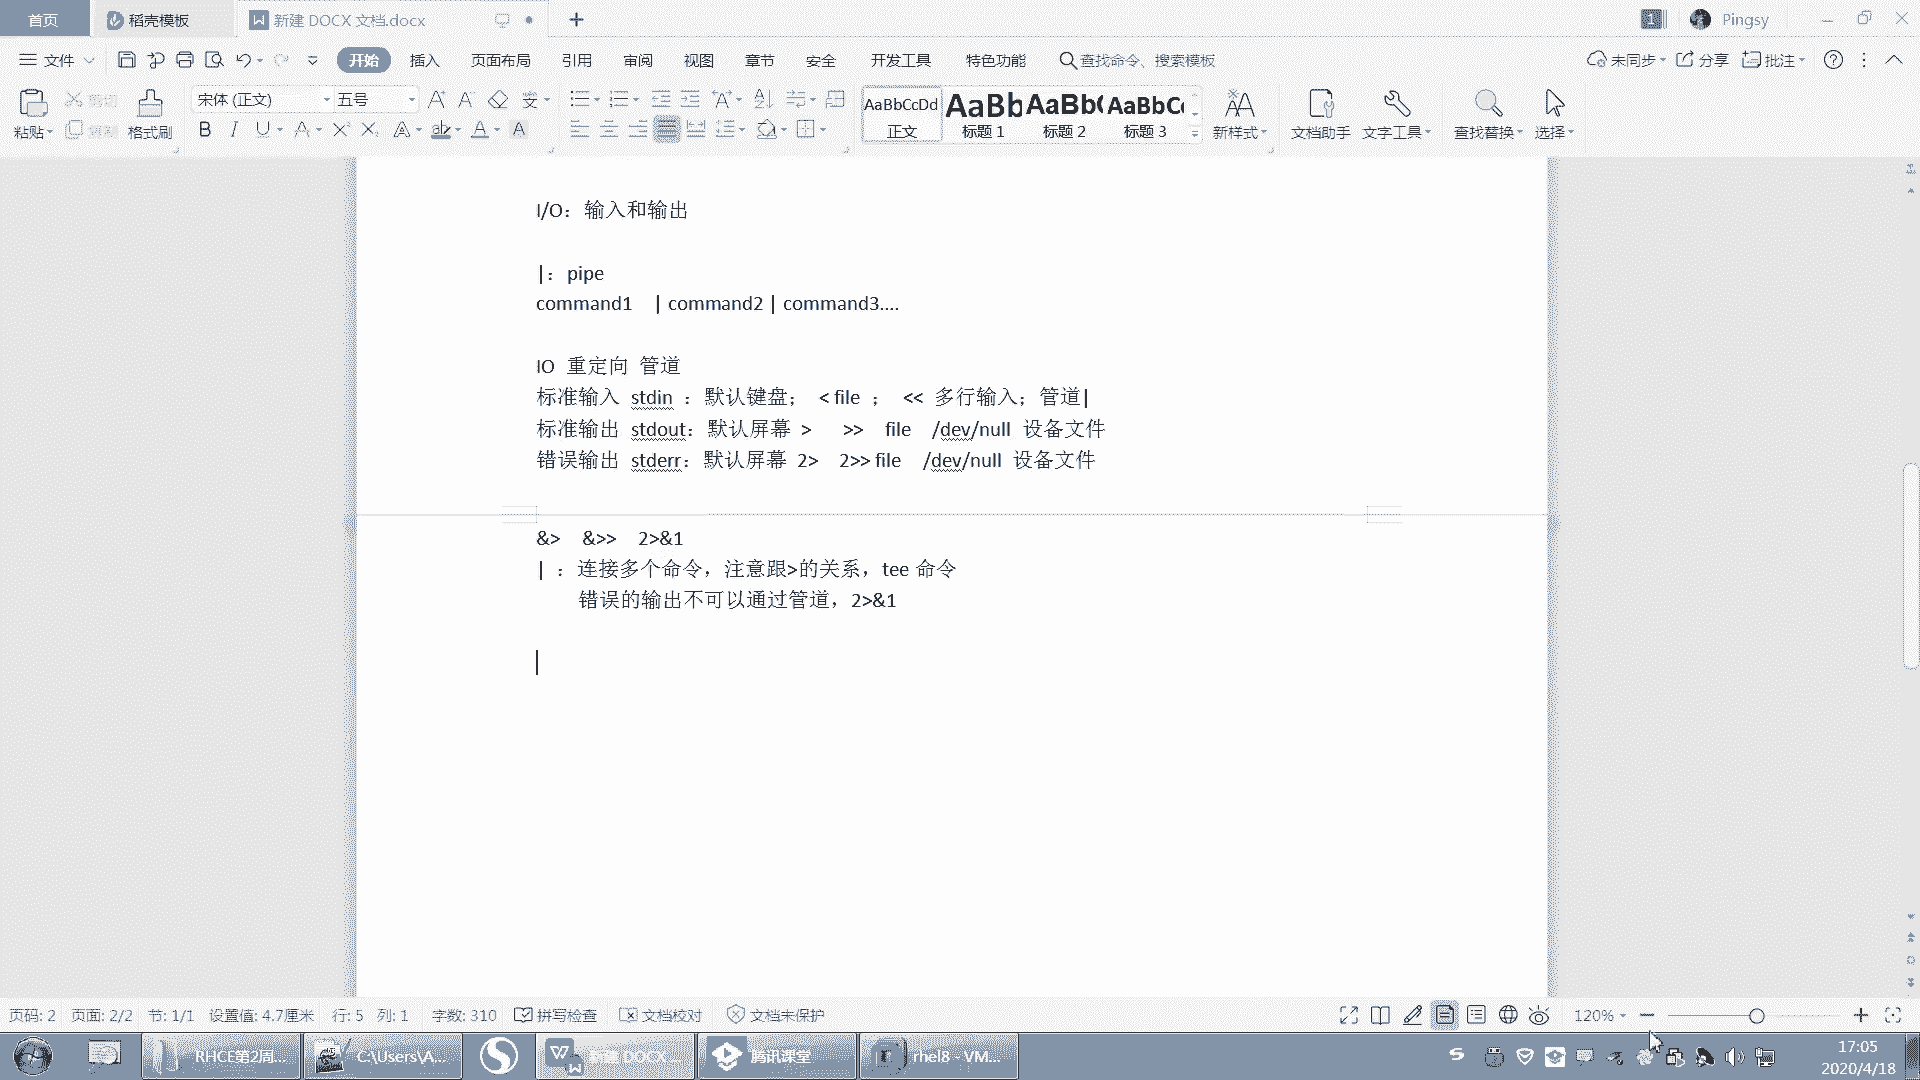 首页 稻壳模板 新建 DOCX 文档.docx Pingsy
文件 开始 插入 页面布局 引用 审阅 视图 章节 安全 开发工具 特色功能 查找命令、搜索模板 未同步 分享 批注
剪切 宋体 (正文) 五号 AaBbCcDd AaBb AaBb( AaBbC(
粘贴 复制 格式刷 正文 标题 1 标题 2 标题 3 新样式 文档助手 文字工具 查找替换 选择
I/O：输入和输出
|：pipe
command1 | command2 | command3....
IO 重定向 管道
标准输入 stdin ：默认键盘； < file ； << 多行输入；管道|
标准输出 stdout：默认屏幕 > >> file /dev/null 设备文件
错误输出 stderr：默认屏幕 2> 2>> file /dev/null 设备文件
&> &>> 2>&1
| ：连接多个命令，注意跟>的关系，tee 命令
错误的输出不可以通过管道，2>&1
页码: 2 页面: 2/2 节: 1/1 设置值: 4.7厘米 行: 5 列: 1 字数: 310 拼写检查 文档校对 文档未保护 120%
RHCE第2周... C:\Users\A... 新建 DOCX ... 腾讯课堂 rhel8 - VM...
17:05
2020/4/18